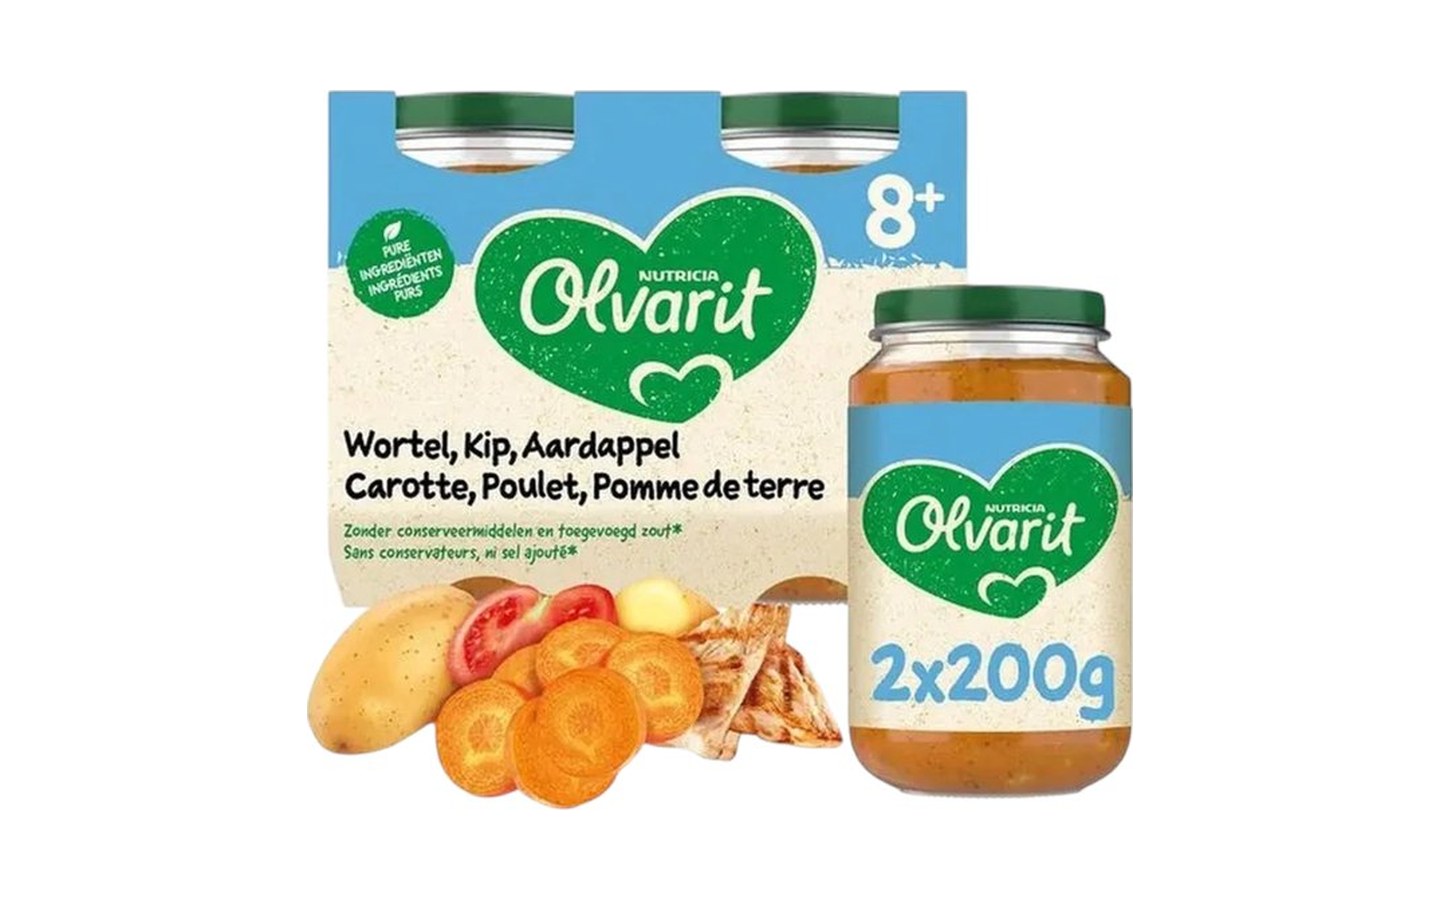 8+
PURE
INGREDIËNTEN
INGRÉDIENTS
PURS
NUTRICIA
Olvarit
Wortel, Kip, Aardappel
Carotte, Poulet, Pomme de terre
Zonder conserveermiddelen en toegevoegd zout*
Sans conservateurs, ni sel ajouté*
NUTRICIA
Olvarit
2x200g